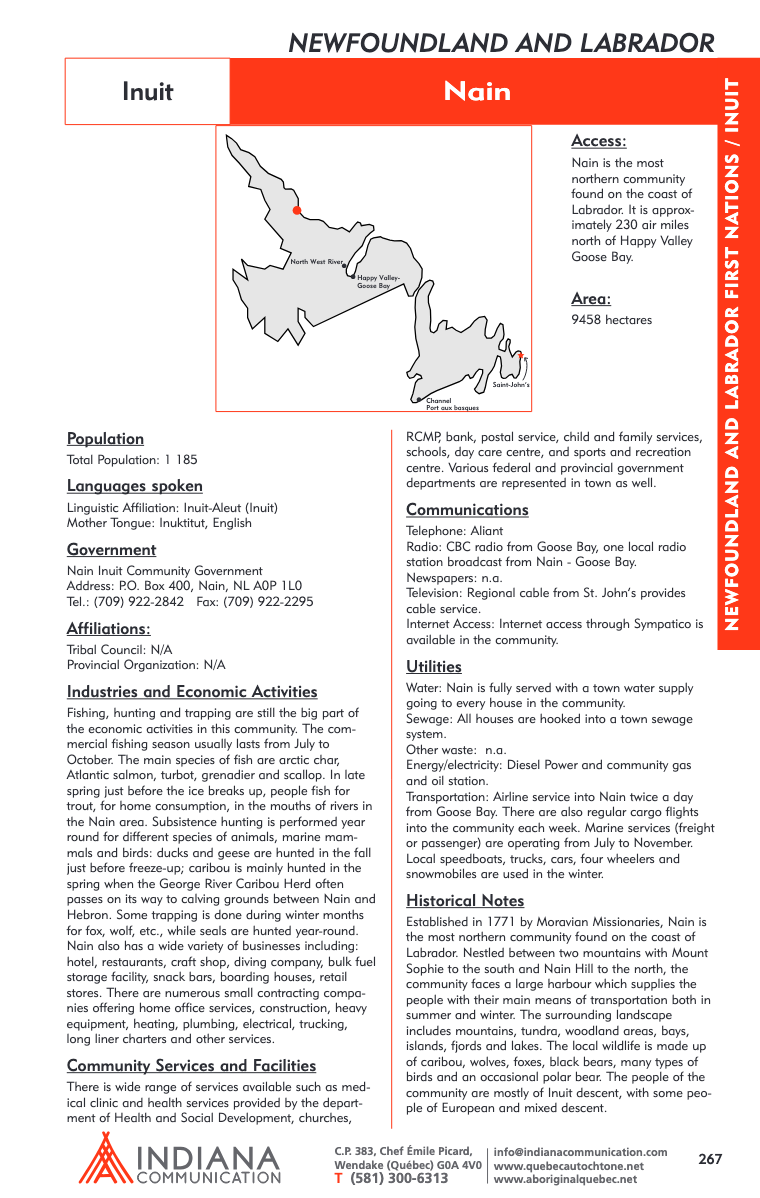 NEWFOUNDLAND AND LABRADOR
Inuit
Nain
NEWFOUNDLAND AND LABRADOR FIRST NATIONS / INUIT
North West River
Happy Valley-
Goose Bay
Saint-John's
Channel
Port aux basques
Access:
Nain is the most
northern community
found on the coast of
Labrador. It is approx-
imately 230 air miles
north of Happy Valley
Goose Bay.
Area:
9458 hectares
Population
Total Population: 1 185
Languages spoken
Linguistic Affiliation: Inuit-Aleut (Inuit)
Mother Tongue: Inuktitut, English
Government
Nain Inuit Community Government
Address: P.O. Box 400, Nain, NL A0P 1L0
Tel.: (709) 922-2842 Fax: (709) 922-2295
Affiliations:
Tribal Council: N/A
Provincial Organization: N/A
Industries and Economic Activities
Fishing, hunting and trapping are still the big part of
the economic activities in this community. The com-
mercial fishing season usually lasts from July to
October. The main species of fish are arctic char,
Atlantic salmon, turbot, grenadier and scallop. In late
spring just before the ice breaks up, people fish for
trout, for home consumption, in the mouths of rivers in
the Nain area. Subsistence hunting is performed year
round for different species of animals, marine mam-
mals and birds: ducks and geese are hunted in the fall
just before freeze-up; caribou is mainly hunted in the
spring when the George River Caribou Herd often
passes on its way to calving grounds between Nain and
Hebron. Some trapping is done during winter months
for fox, wolf, etc., while seals are hunted year-round.
Nain also has a wide variety of businesses including:
hotel, restaurants, craft shop, diving company, bulk fuel
storage facility, snack bars, boarding houses, retail
stores. There are numerous small contracting compa-
nies offering home office services, construction, heavy
equipment, heating, plumbing, electrical, trucking,
long liner charters and other services.
Community Services and Facilities
There is wide range of services available such as med-
ical clinic and health services provided by the depart-
ment of Health and Social Development, churches,
RCMP, bank, postal service, child and family services,
schools, day care centre, and sports and recreation
centre. Various federal and provincial government
departments are represented in town as well.
Communications
Telephone: Aliant
Radio: CBC radio from Goose Bay, one local radio
station broadcast from Nain - Goose Bay.
Newspapers: n.a.
Television: Regional cable from St. John's provides
cable service.
Internet Access: Internet access through Sympatico is
available in the community.
Utilities
Water: Nain is fully served with a town water supply
going to every house in the community.
Sewage: All houses are hooked into a town sewage
system.
Other waste: n.a.
Energy/electricity: Diesel Power and community gas
and oil station.
Transportation: Airline service into Nain twice a day
from Goose Bay. There are also regular cargo flights
into the community each week. Marine services (freight
or passenger) are operating from July to November.
Local speedboats, trucks, cars, four wheelers and
snowmobiles are used in the winter.
Historical Notes
Established in 1771 by Moravian Missionaries, Nain is
the most northern community found on the coast of
Labrador. Nestled between two mountains with Mount
Sophie to the south and Nain Hill to the north, the
community faces a large harbour which supplies the
people with their main means of transportation both in
summer and winter. The surrounding landscape
includes mountains, tundra, woodland areas, bays,
islands, fjords and lakes. The local wildlife is made up
of caribou, wolves, foxes, black bears, many types of
birds and an occasional polar bear. The people of the
community are mostly of Inuit descent, with some peo-
ple of European and mixed descent.
INDIANA
COMMUNICATION
C.P. 383, Chef Émile Picard,
Wendake (Québec) G0A 4V0
T (581) 300-6313
info@indianacommunication.com
www.quebecautochtone.net
www.aboriginalquebec.net
267